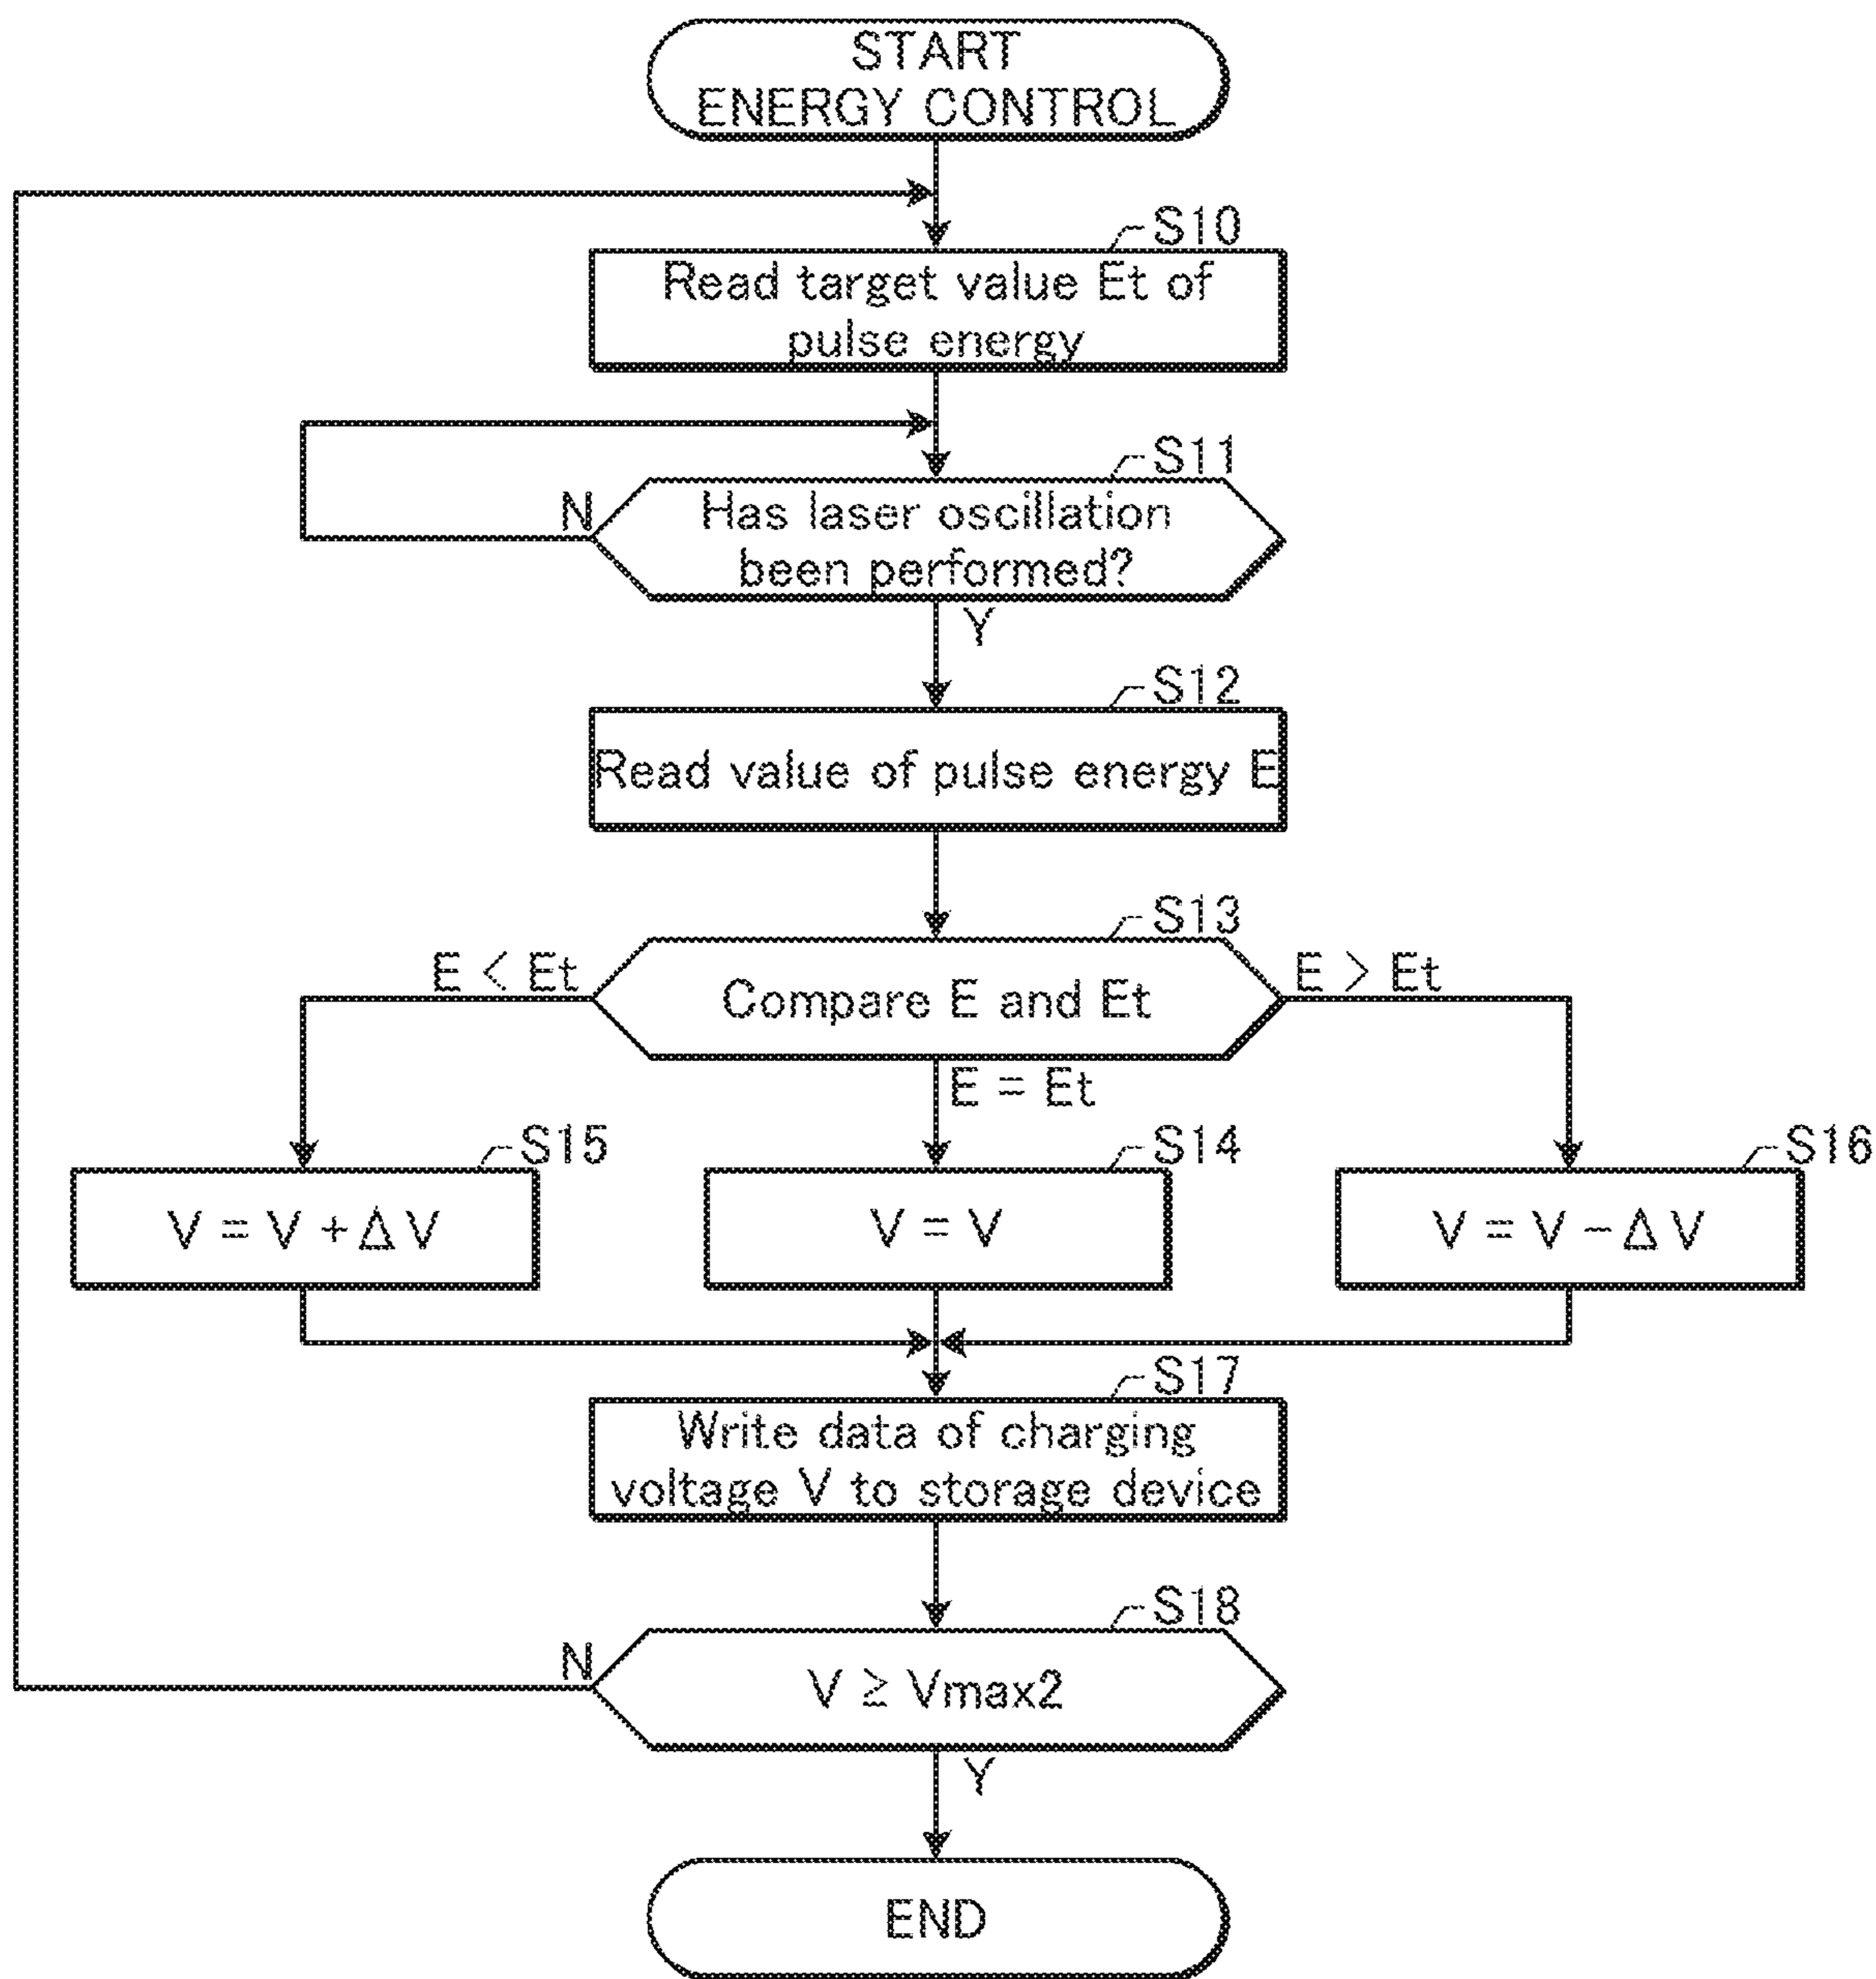 START
ENERGY CONTROL
S10
Read target value Et of
pulse energy
S11
N
Has laser oscillation
been performed?
Y
S12
Read value of pulse energy E
S13
E < Et
Compare E and Et
E > Et
E = Et
S15
S14
S16
V = V + Δ V
V = V
V = V − Δ V
S17
Write data of charging
voltage V to storage device
S18
N
V ≥ Vmax2
Y
END